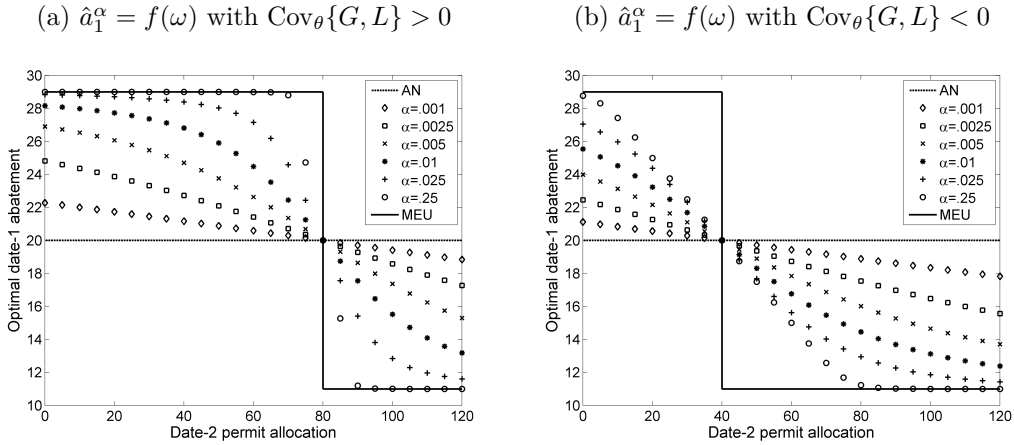 (a) â₁^α = f(ω) with Cov_θ{G, L} > 0
30
28
26
24
22
20
18
16
14
12
10
0 20 40 60 80 100 120
Optimal date-1 abatement
Date-2 permit allocation
AN
α=.001
α=.0025
α=.005
α=.01
α=.025
α=.25
MEU
(b) â₁^α = f(ω) with Cov_θ{G, L} < 0
30
28
26
24
22
20
18
16
14
12
10
0 20 40 60 80 100 120
Optimal date-1 abatement
Date-2 permit allocation
AN
α=.001
α=.0025
α=.005
α=.01
α=.025
α=.25
MEU